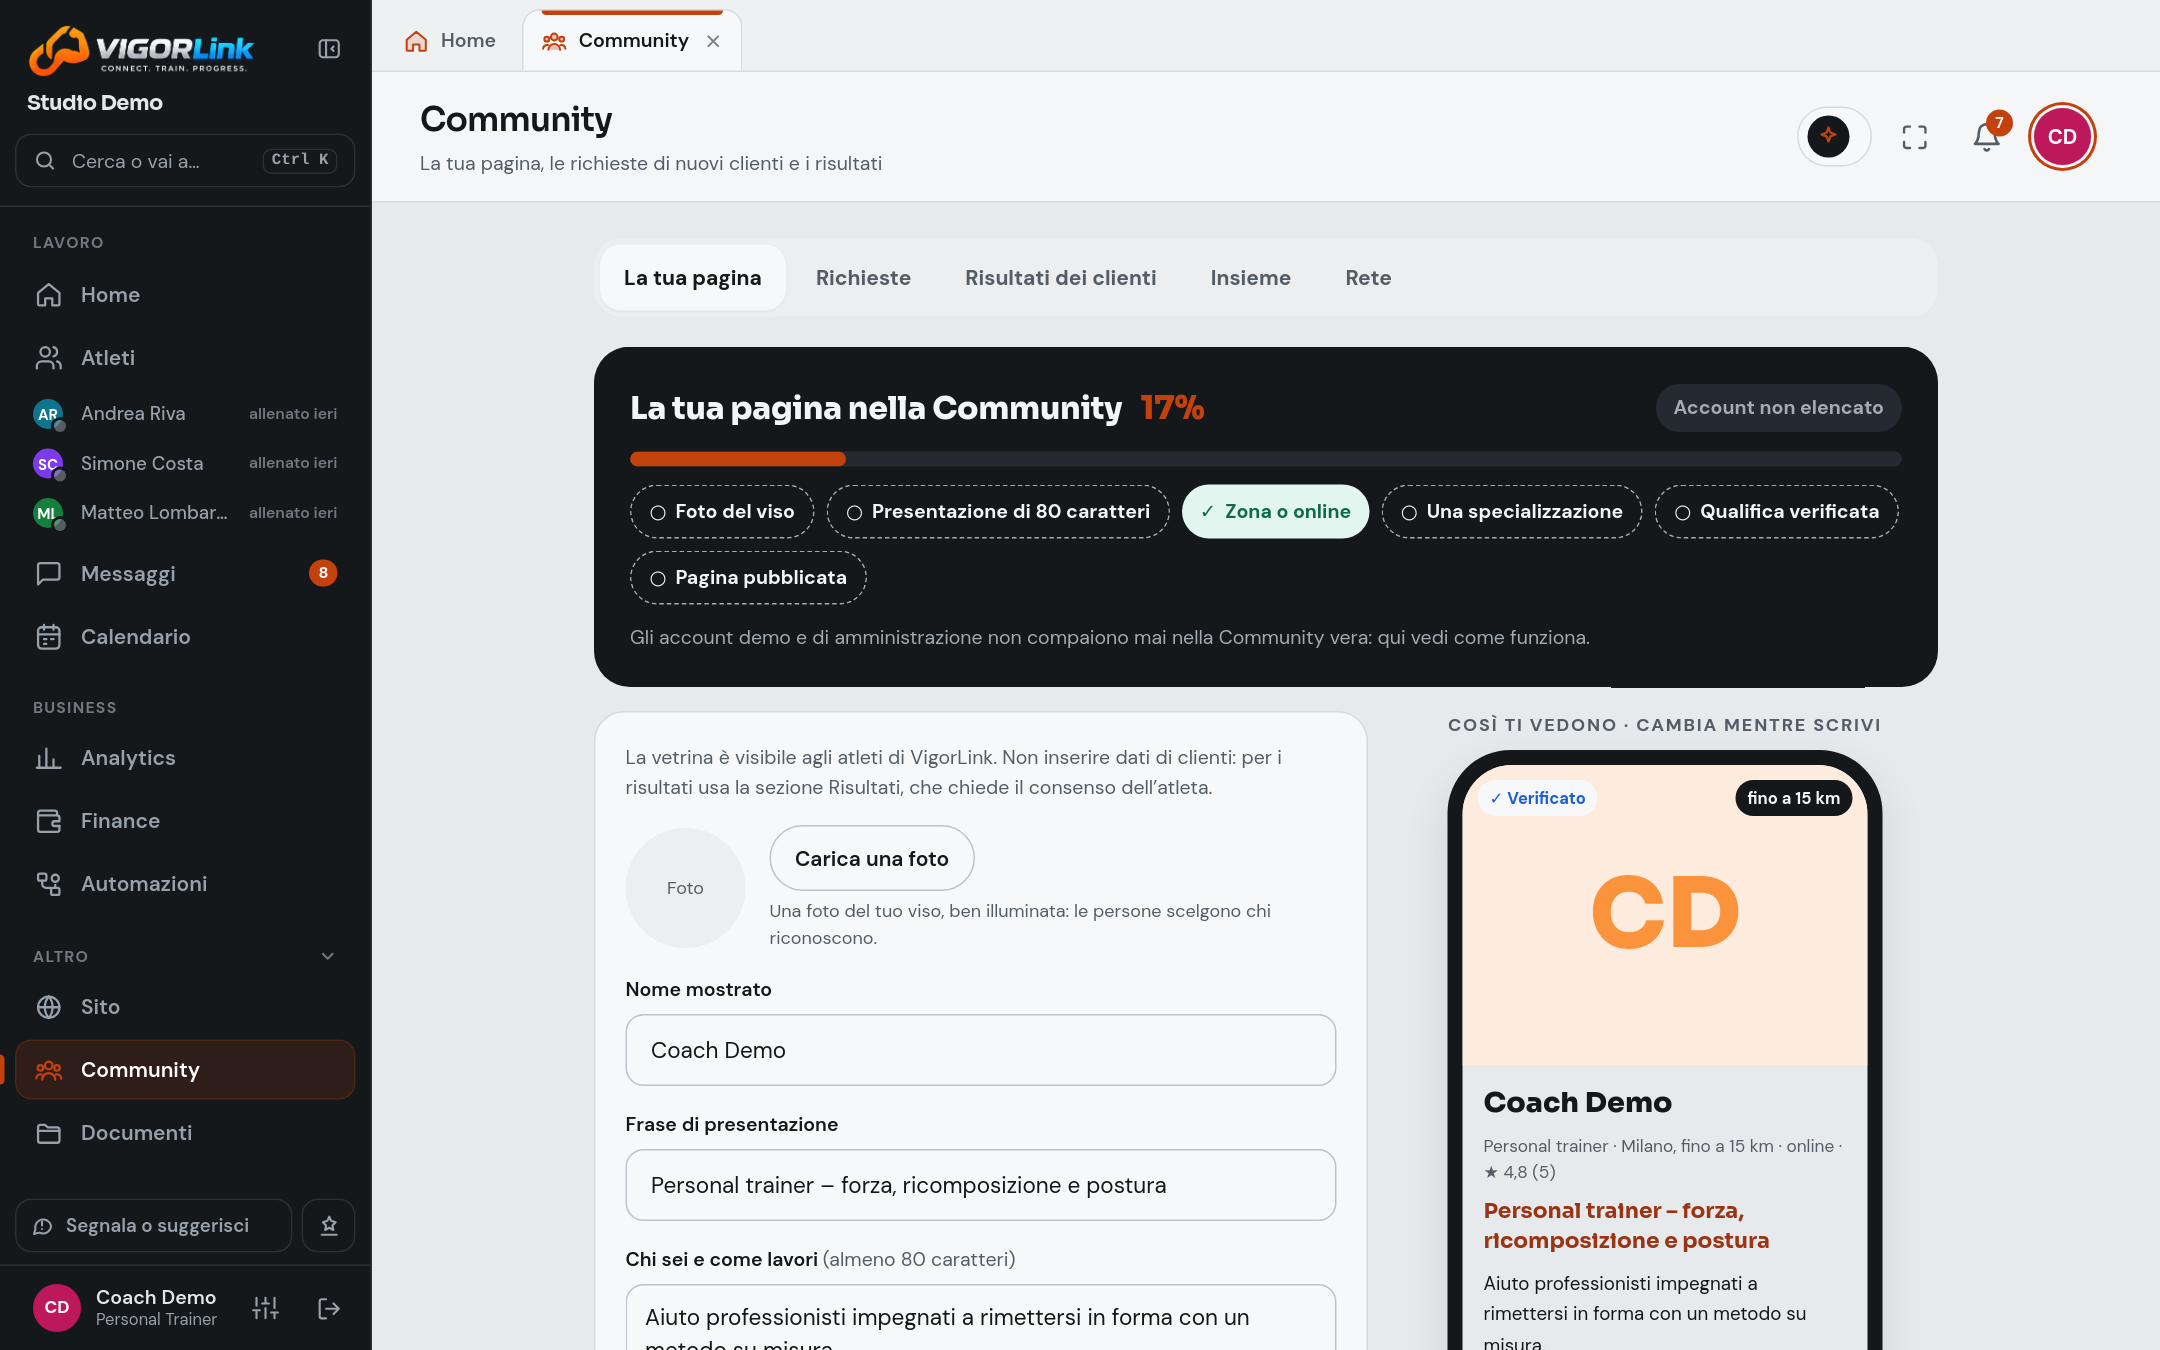 VIGORLink
CONNECT. TRAIN. PROGRESS.
Studio Demo
Cerca o vai a... Ctrl K
LAVORO
Home
Atleti
AR Andrea Riva allenato ieri
SC Simone Costa allenato ieri
Matteo Lombar... allenato ieri
Messaggi 8
Calendario
BUSINESS
Analytics
Finance
Automazioni
ALTRO
Sito
Community
Documenti
Segnala o suggerisci
CD Coach Demo
Personal Trainer
Home
Community
Community
La tua pagina, le richieste di nuovi clienti e i risultati
7
CD
La tua pagina
Richieste
Risultati dei clienti
Insieme
Rete
La tua pagina nella Community 17%
Account non elencato
Foto del viso
Presentazione di 80 caratteri
✓ Zona o online
Una specializzazione
Qualifica verificata
Pagina pubblicata
Gli account demo e di amministrazione non compaiono mai nella Community vera: qui vedi come funziona.
La vetrina è visibile agli atleti di VigorLink. Non inserire dati di clienti: per i
risultati usa la sezione Risultati, che chiede il consenso dell’atleta.
Foto
Carica una foto
Una foto del tuo viso, ben illuminata: le persone scelgono chi
riconoscono.
Nome mostrato
Coach Demo
Frase di presentazione
Personal trainer – forza, ricomposizione e postura
Chi sei e come lavori (almeno 80 caratteri)
Aiuto professionisti impegnati a rimettersi in forma con un
metodo su misura
COSÌ TI VEDONO · CAMBIA MENTRE SCRIVI
✓ Verificato
fino a 15 km
CD
Coach Demo
Personal trainer · Milano, fino a 15 km · online ·
★ 4,8 (5)
Personal trainer – forza,
ricomposizione e postura
Aiuto professionisti impegnati a
rimettersi in forma con un metodo su
misura